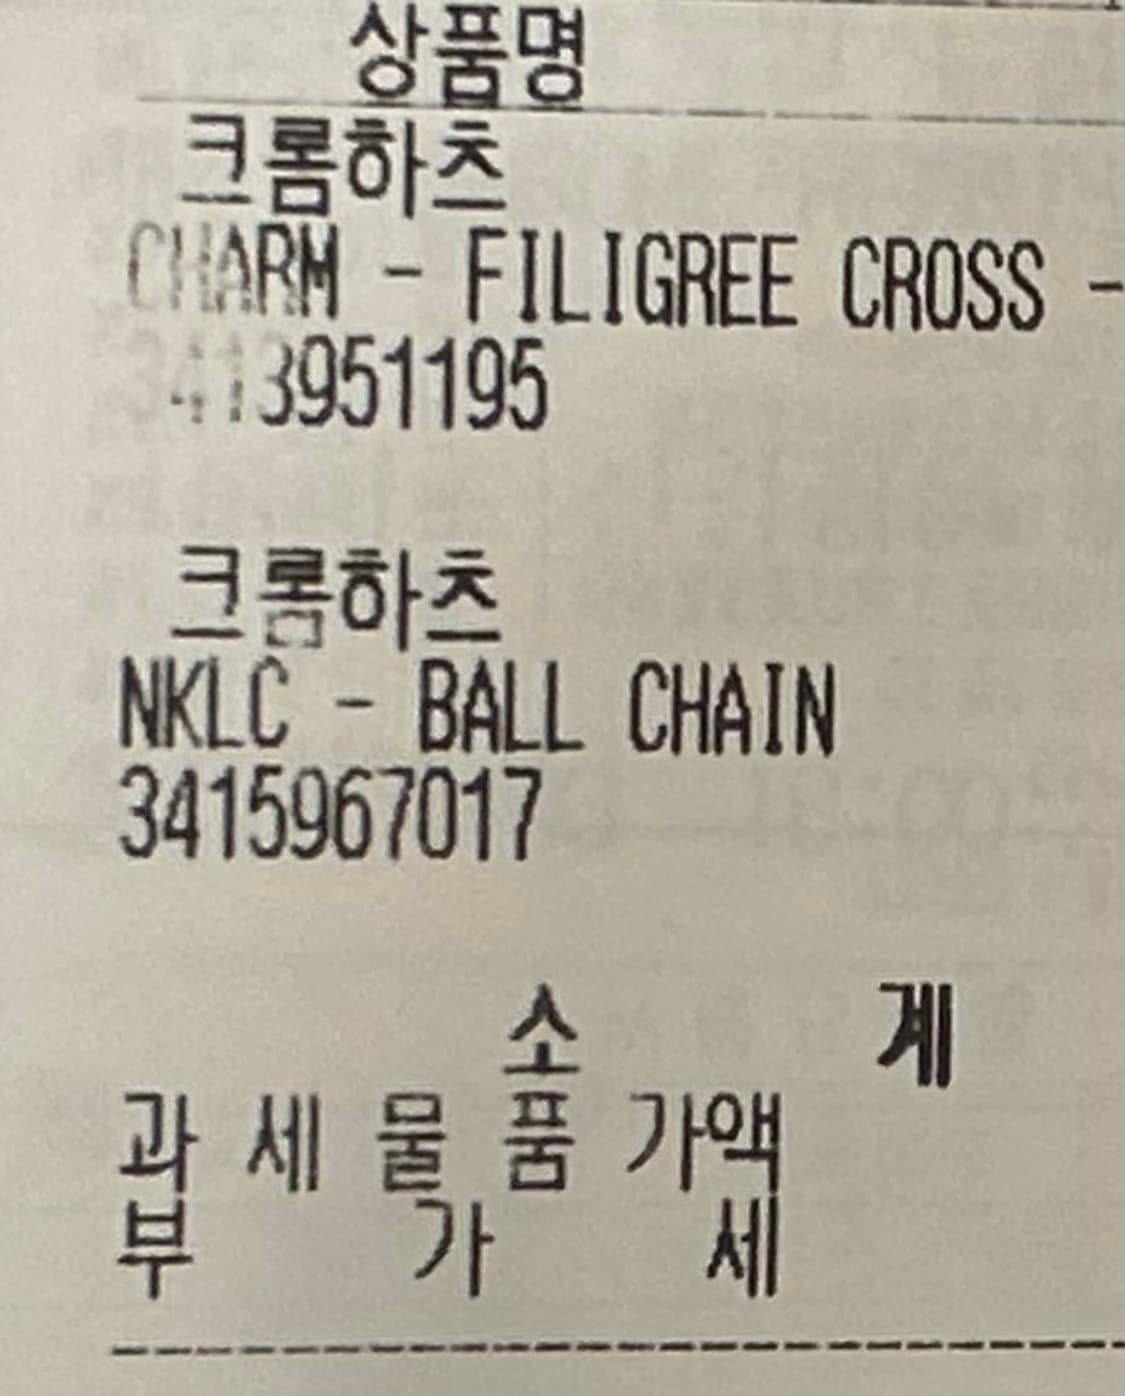 상품명
크롬하츠
CHARM - FILIGREE CROSS -
3413951195
크롬하츠
NKLC - BALL CHAIN
3415967017
소 계
과 세 물 품 가액
부 가 세